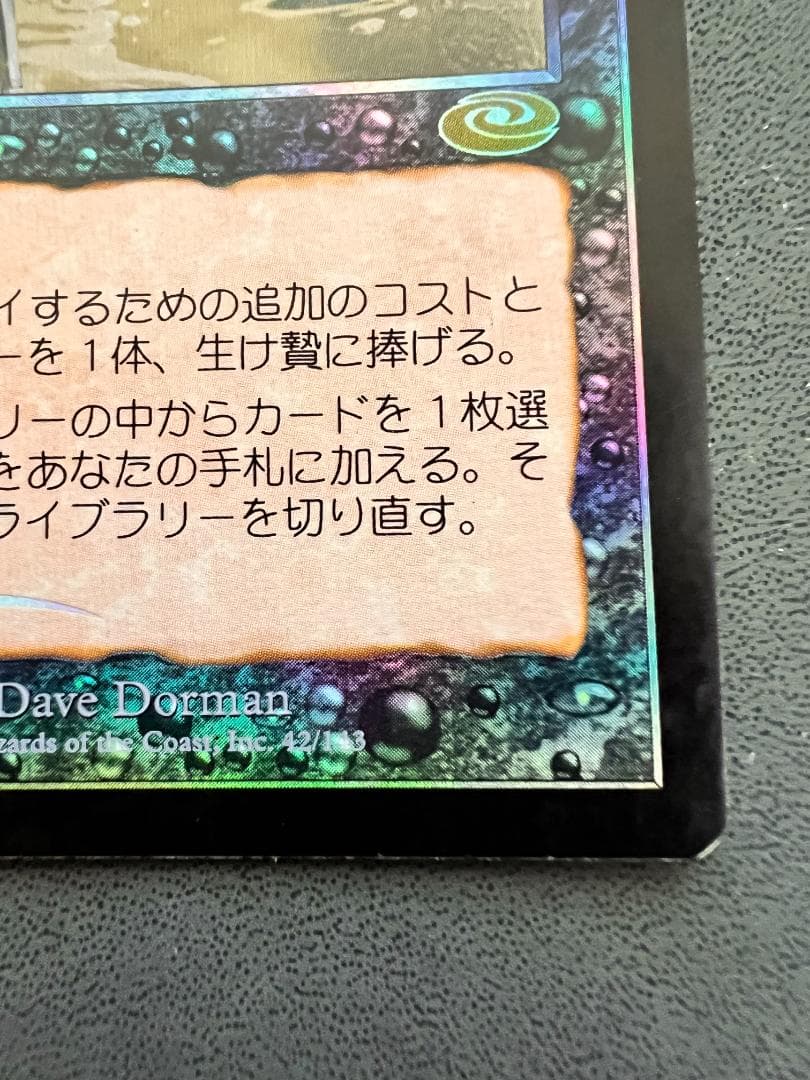 イするための追加のコストと
ーを１体、生け贄に捧げる。
リーの中からカードを１枚選
をあなたの手札に加える。そ
ライブラリーを切り直す。
Dave Dorman
zards of the Coast, Inc. 42/143